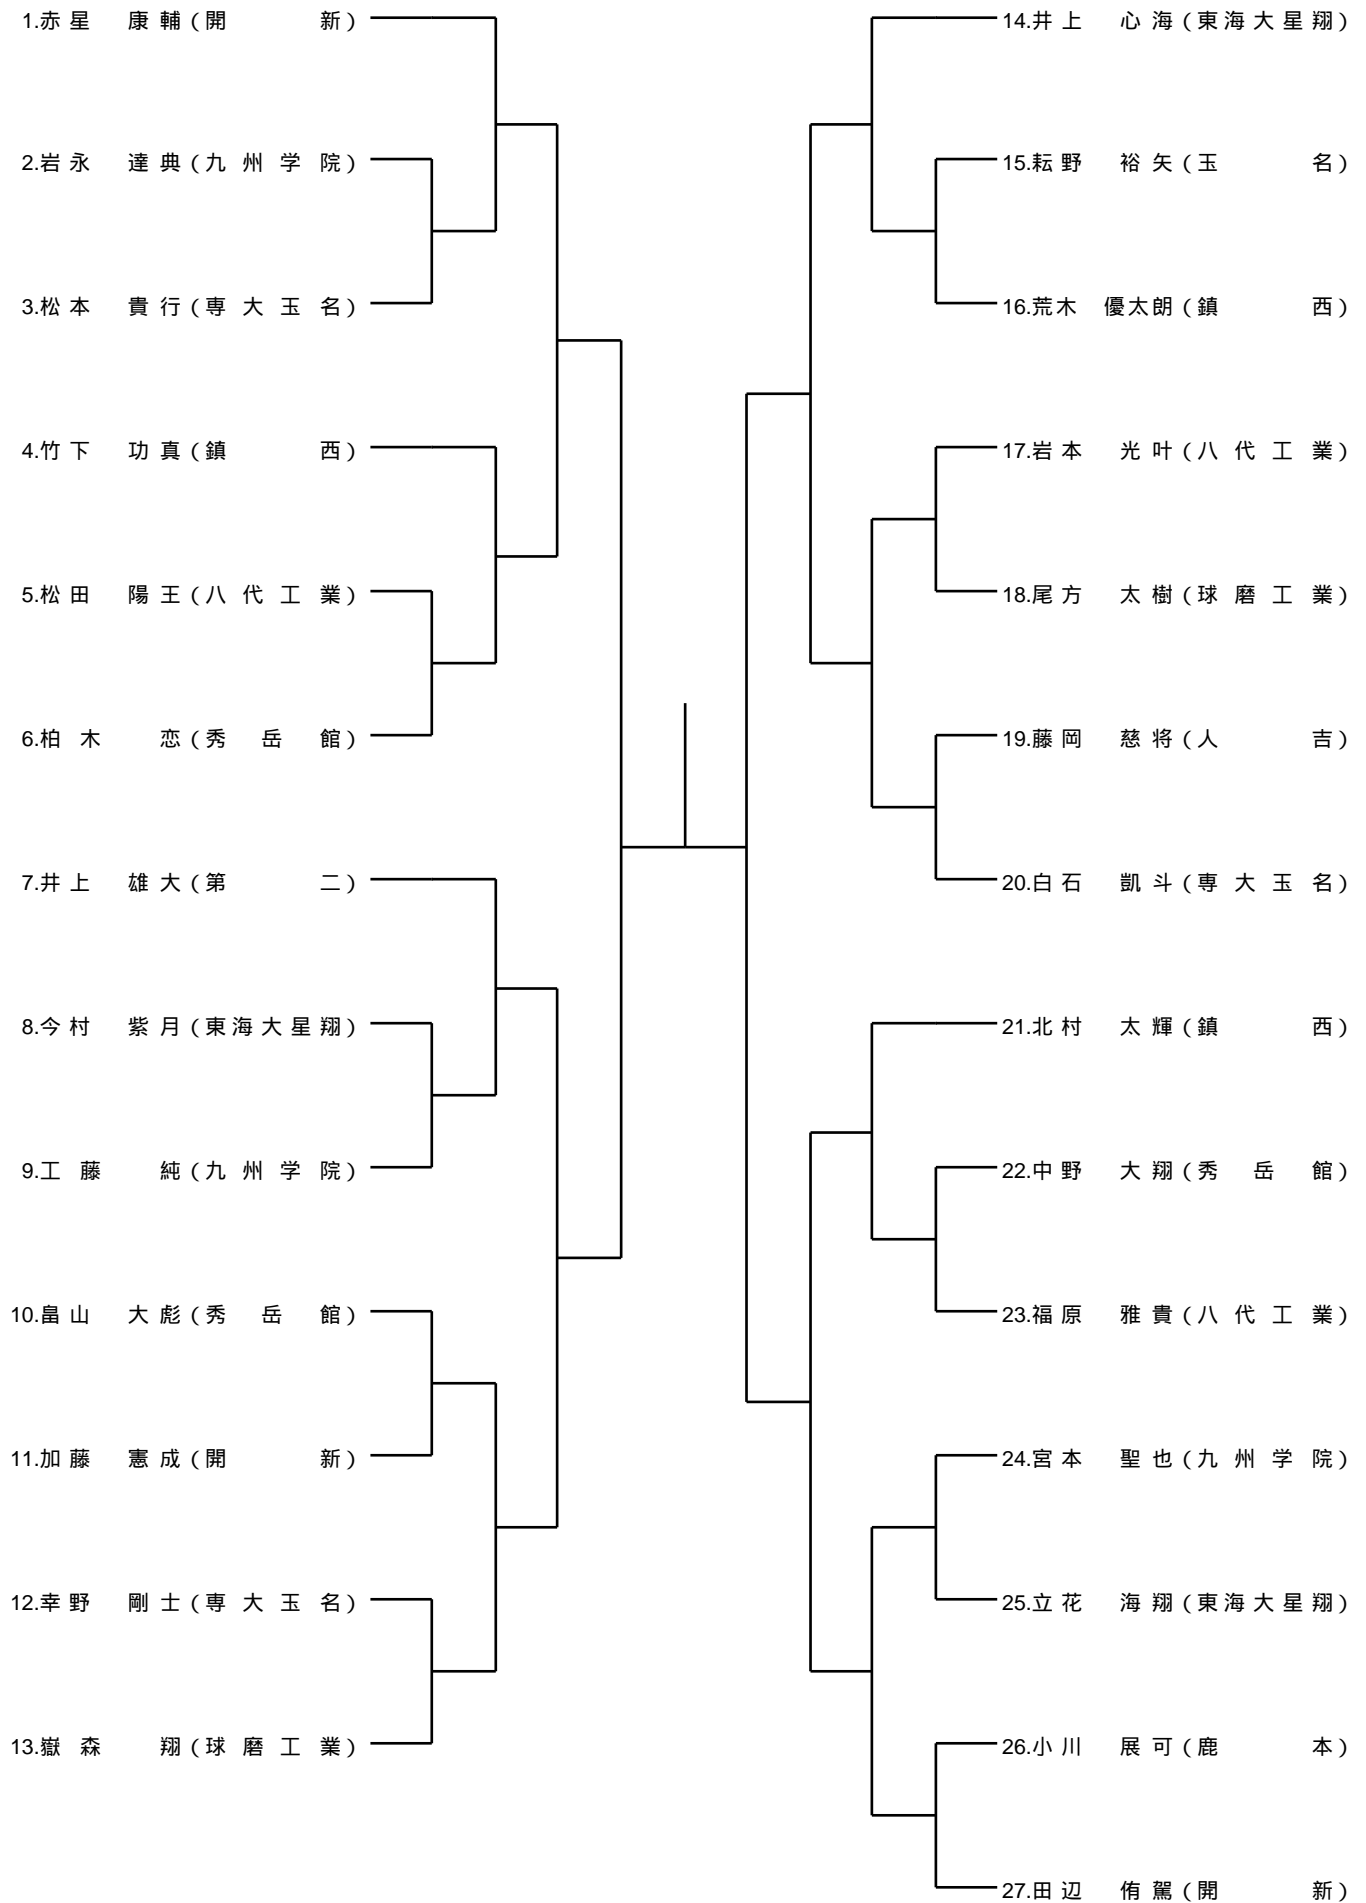 1.赤星 康輔(開 新)
2.岩永 達典(九州学院)
3.松本 貴行(専大玉名)
4.竹下 功真(鎮 西)
5.松田 陽王(八代工業)
6.柏木 恋(秀岳館)
7.井上 雄大(第 二)
8.今村 紫月(東海大星翔)
9.工藤 純(九州学院)
10.畠山 大彪(秀岳館)
11.加藤 憲成(開 新)
12.幸野 剛士(専大玉名)
13.嶽森 翔(球磨工業)
14.井上 心海(東海大星翔)
15.耘野 裕矢(玉 名)
16.荒木 優太朗(鎮 西)
17.岩本 光叶(八代工業)
18.尾方 太樹(球磨工業)
19.藤岡 慈将(人 吉)
20.白石 凱斗(専大玉名)
21.北村 太輝(鎮 西)
22.中野 大翔(秀岳館)
23.福原 雅貴(八代工業)
24.宮本 聖也(九州学院)
25.立花 海翔(東海大星翔)
26.小川 展可(鹿 本)
27.田辺 侑駕(開 新)